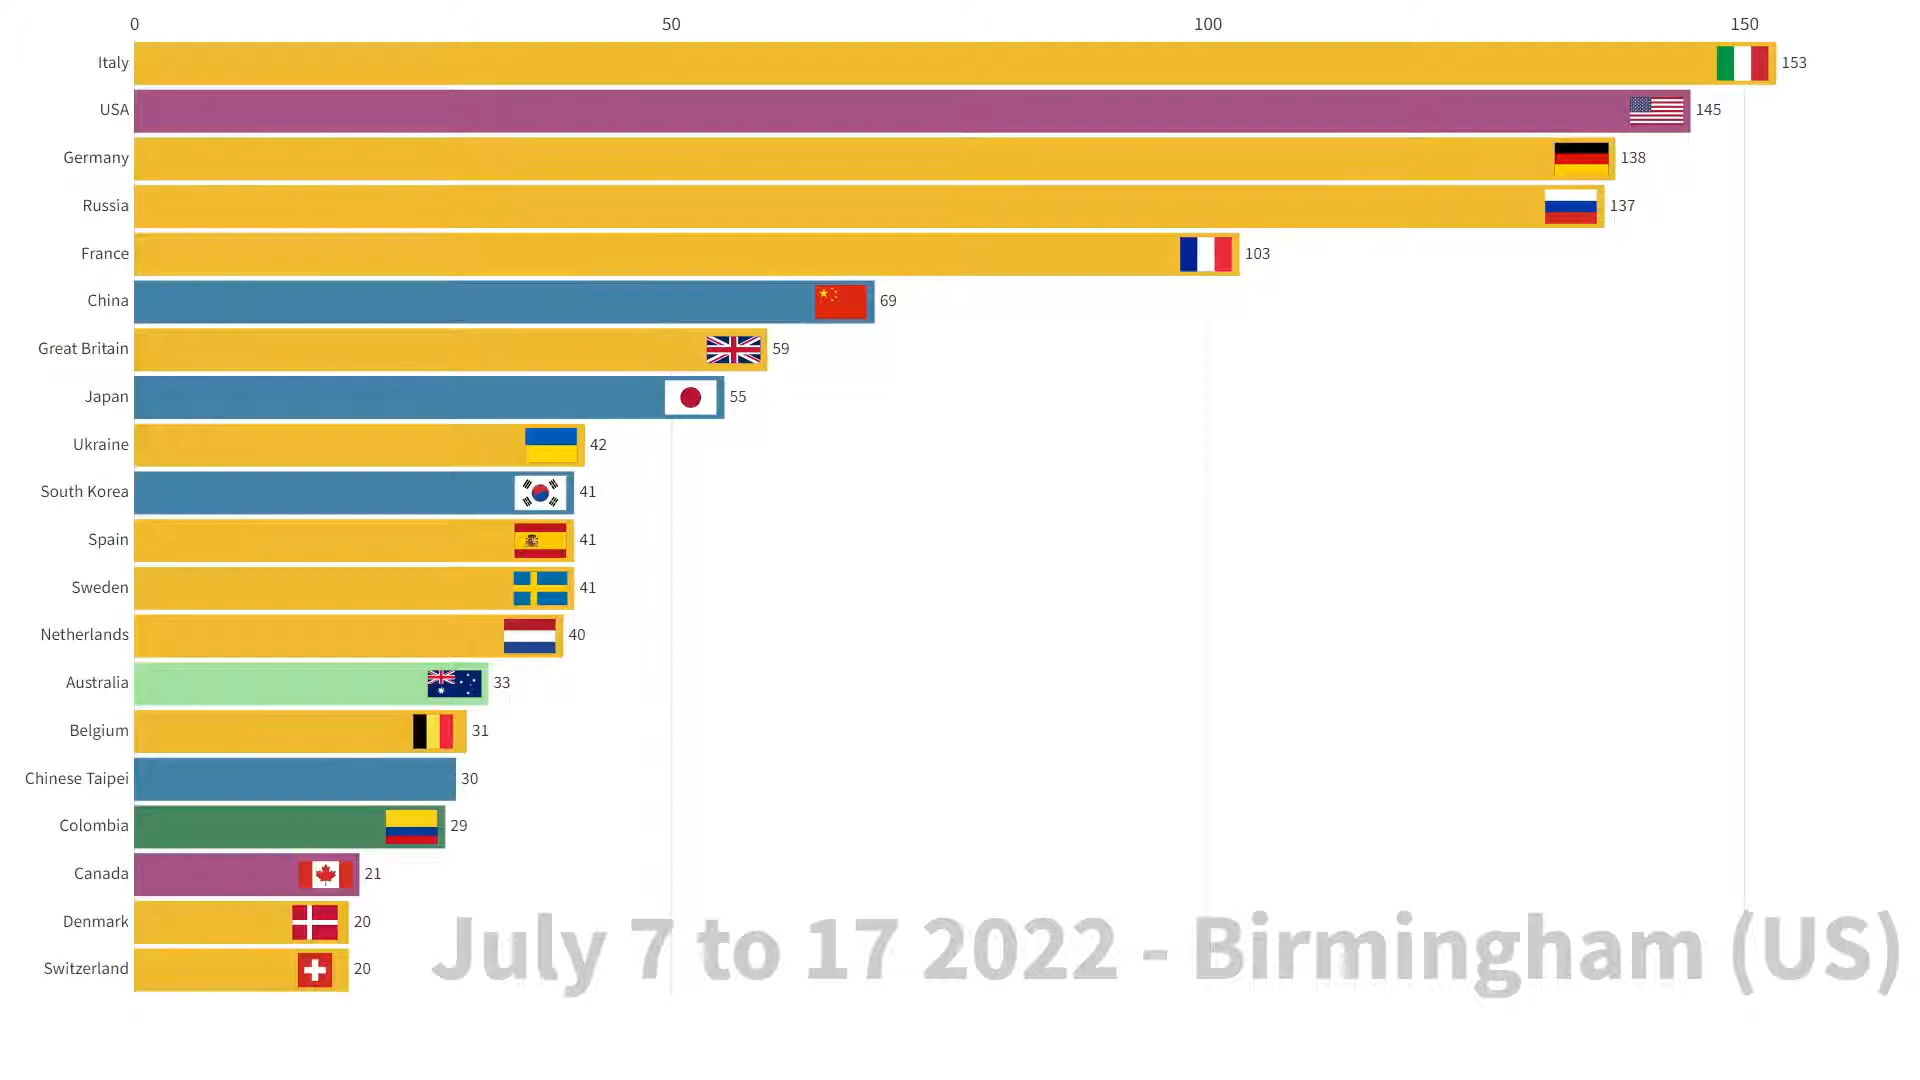 0 50 100 150
Italy 153
USA 145
Germany 138
Russia 137
France 103
China 69
Great Britain 59
Japan 55
Ukraine 42
South Korea 41
Spain 41
Sweden 41
Netherlands 40
Australia 33
Belgium 31
Chinese Taipei 30
Colombia 29
Canada 21
Denmark 20
Switzerland 20
July 7 to 17 2022 - Birmingham (US)